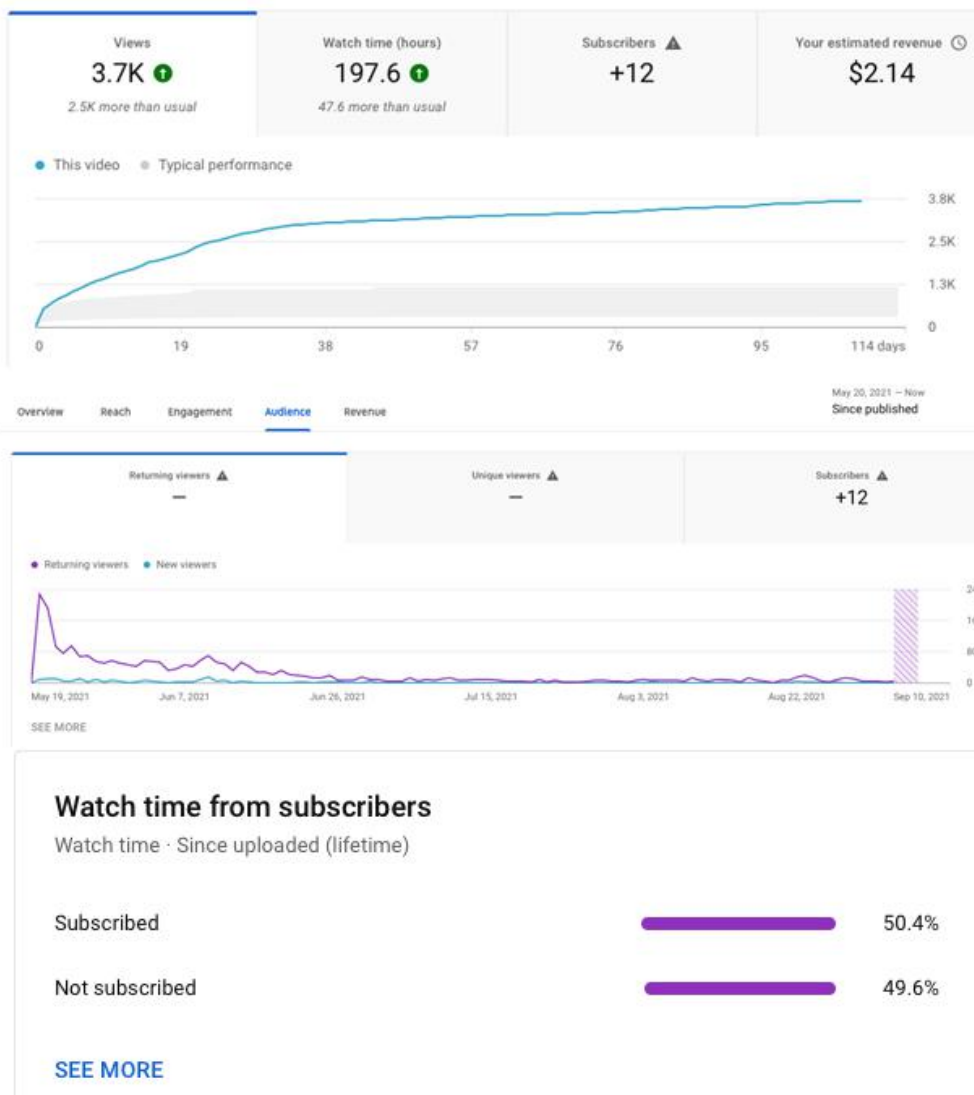 Views Watch time (hours) Subscribers Your estimated revenue
3.7K 197.6 +12 $2.14
2.5K more than usual 47.6 more than usual
This video Typical performance
3.8K
2.5K
1.3K
0
0 19 38 57 76 95 114 days
May 20, 2021 – Now
Overview Reach Engagement Audience Revenue Since published
Returning viewers Unique viewers Subscribers
— — +12
Returning viewers New viewers
0
May 19, 2021 Jun 7, 2021 Jun 26, 2021 Jul 15, 2021 Aug 3, 2021 Aug 22, 2021 Sep 10, 2021
SEE MORE
Watch time from subscribers
Watch time · Since uploaded (lifetime)
Subscribed 50.4%
Not subscribed 49.6%
SEE MORE